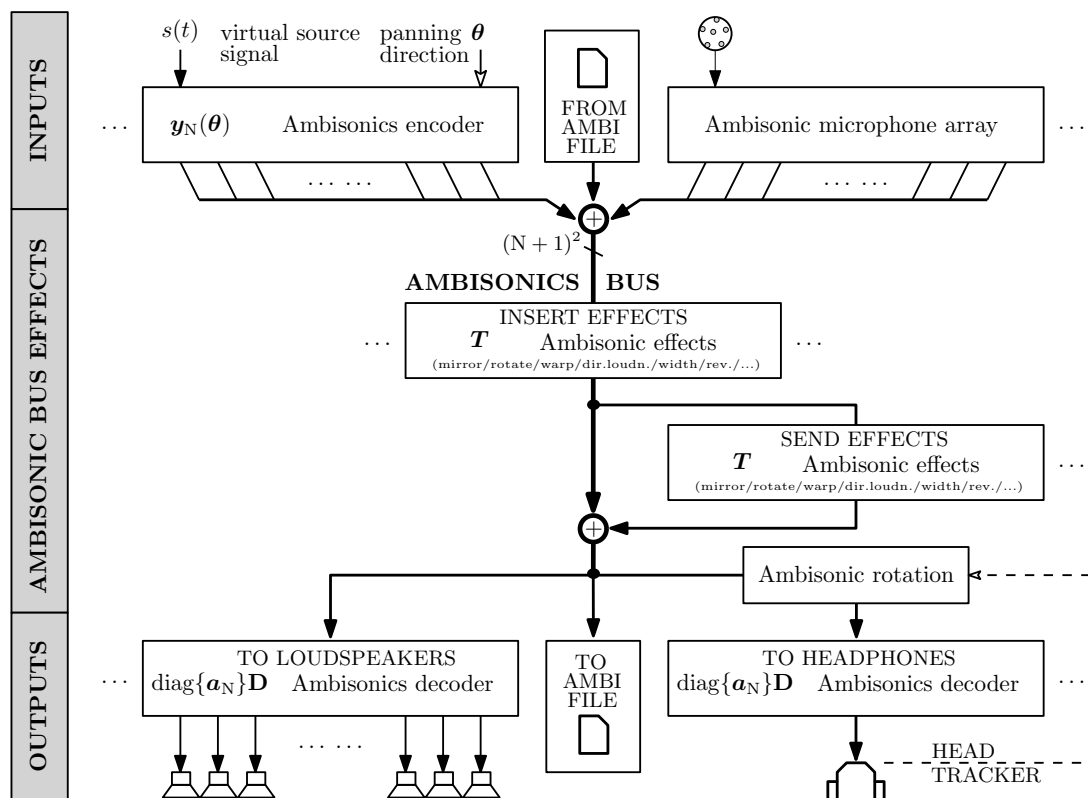 INPUTS
s(t) virtual source signal
panning θ direction
FROM
AMBI
FILE
y_N(θ) Ambisonics encoder
Ambisonic microphone array
... ...
... ...
... ...
+
(N + 1)^2
AMBISONIC BUS EFFECTS
AMBISONICS BUS
INSERT EFFECTS
T Ambisonic effects
(mirror/rotate/warp/dir.loudn./width/rev./...)
... ...
SEND EFFECTS
T Ambisonic effects
(mirror/rotate/warp/dir.loudn./width/rev./...)
...
+
Ambisonic rotation
OUTPUTS
TO LOUDSPEAKERS
diag{a_N}D Ambisonics decoder
...
TO
AMBI
FILE
TO HEADPHONES
diag{a_N}D Ambisonics decoder
...
... ...
HEAD
TRACKER